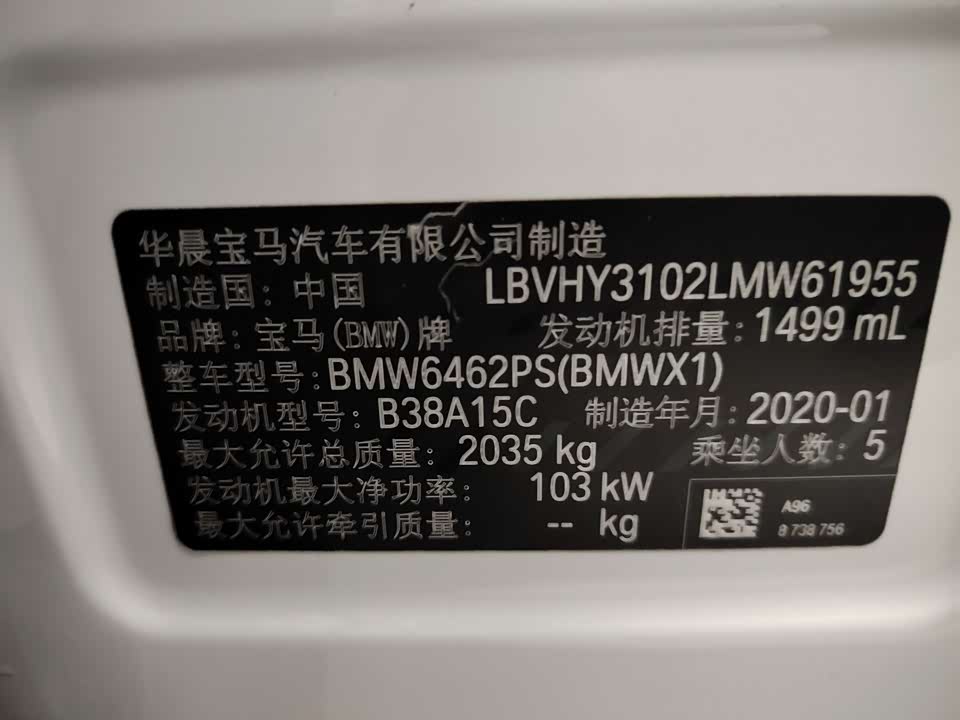 华晨宝马汽车有限公司制造
制造国: 中国 LBVHY3102LMW61955
品牌: 宝马(BMW)牌 发动机排量: 1499 mL
整车型号: BMW6462PS(BMWX1)
发动机型号: B38A15C 制造年月: 2020-01
最大允许总质量: 2035 kg 乘坐人数: 5
发动机最大净功率: 103 kW
最大允许牵引质量: -- kg
A96
8 738 756